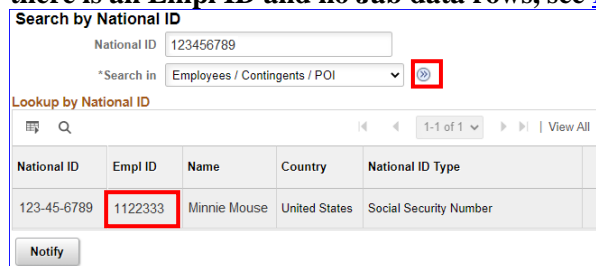 there is an Empl ID and no Job data rows, see
Search by National ID
National ID 123456789
*Search in Employees / Contingents / POI
Lookup by National ID
1-1 of 1 | View All
National ID Empl ID Name Country National ID Type
123-45-6789 1122333 Minnie Mouse United States Social Security Number
Notify